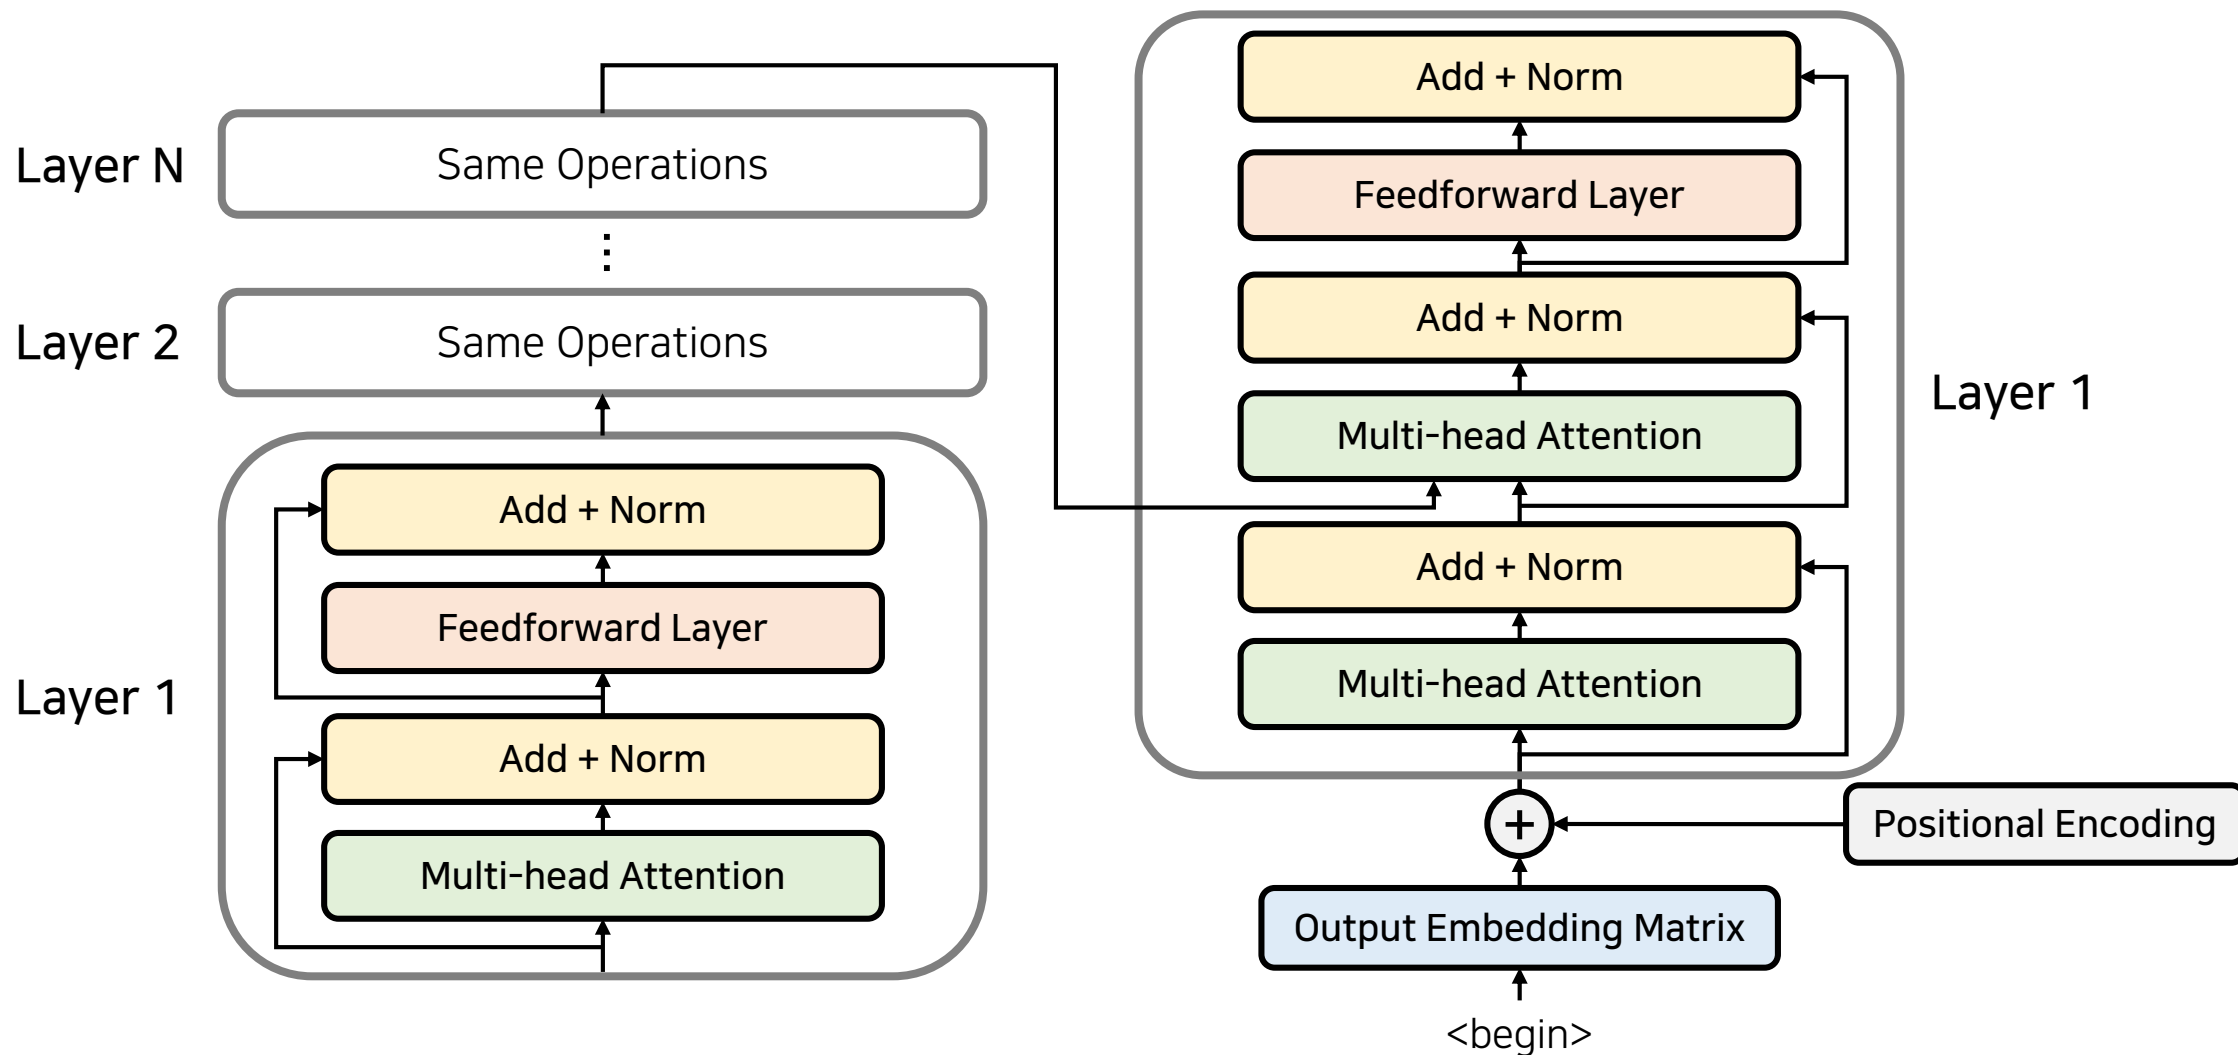 Layer N
Same Operations
Layer 2
Same Operations
Layer 1
Add + Norm
Feedforward Layer
Add + Norm
Multi-head Attention
Add + Norm
Feedforward Layer
Add + Norm
Multi-head Attention
Add + Norm
Multi-head Attention
Layer 1
+
Positional Encoding
Output Embedding Matrix
<begin>